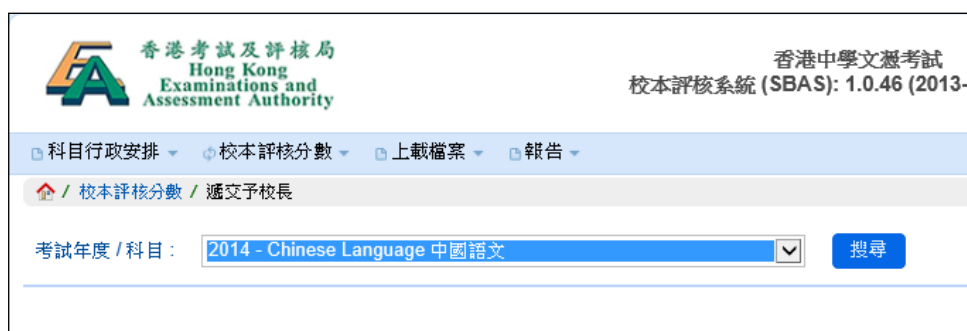 香港考試及評核局
Hong Kong
Examinations and
Assessment Authority
香港中學文憑考試
校本評核系統 (SBAS): 1.0.46 (2013-
科目行政安排 校本評核分數 上載檔案 報告
/ 校本評核分數 / 遞交予校長
考試年度 / 科目 : 2014 - Chinese Language 中國語文 搜尋